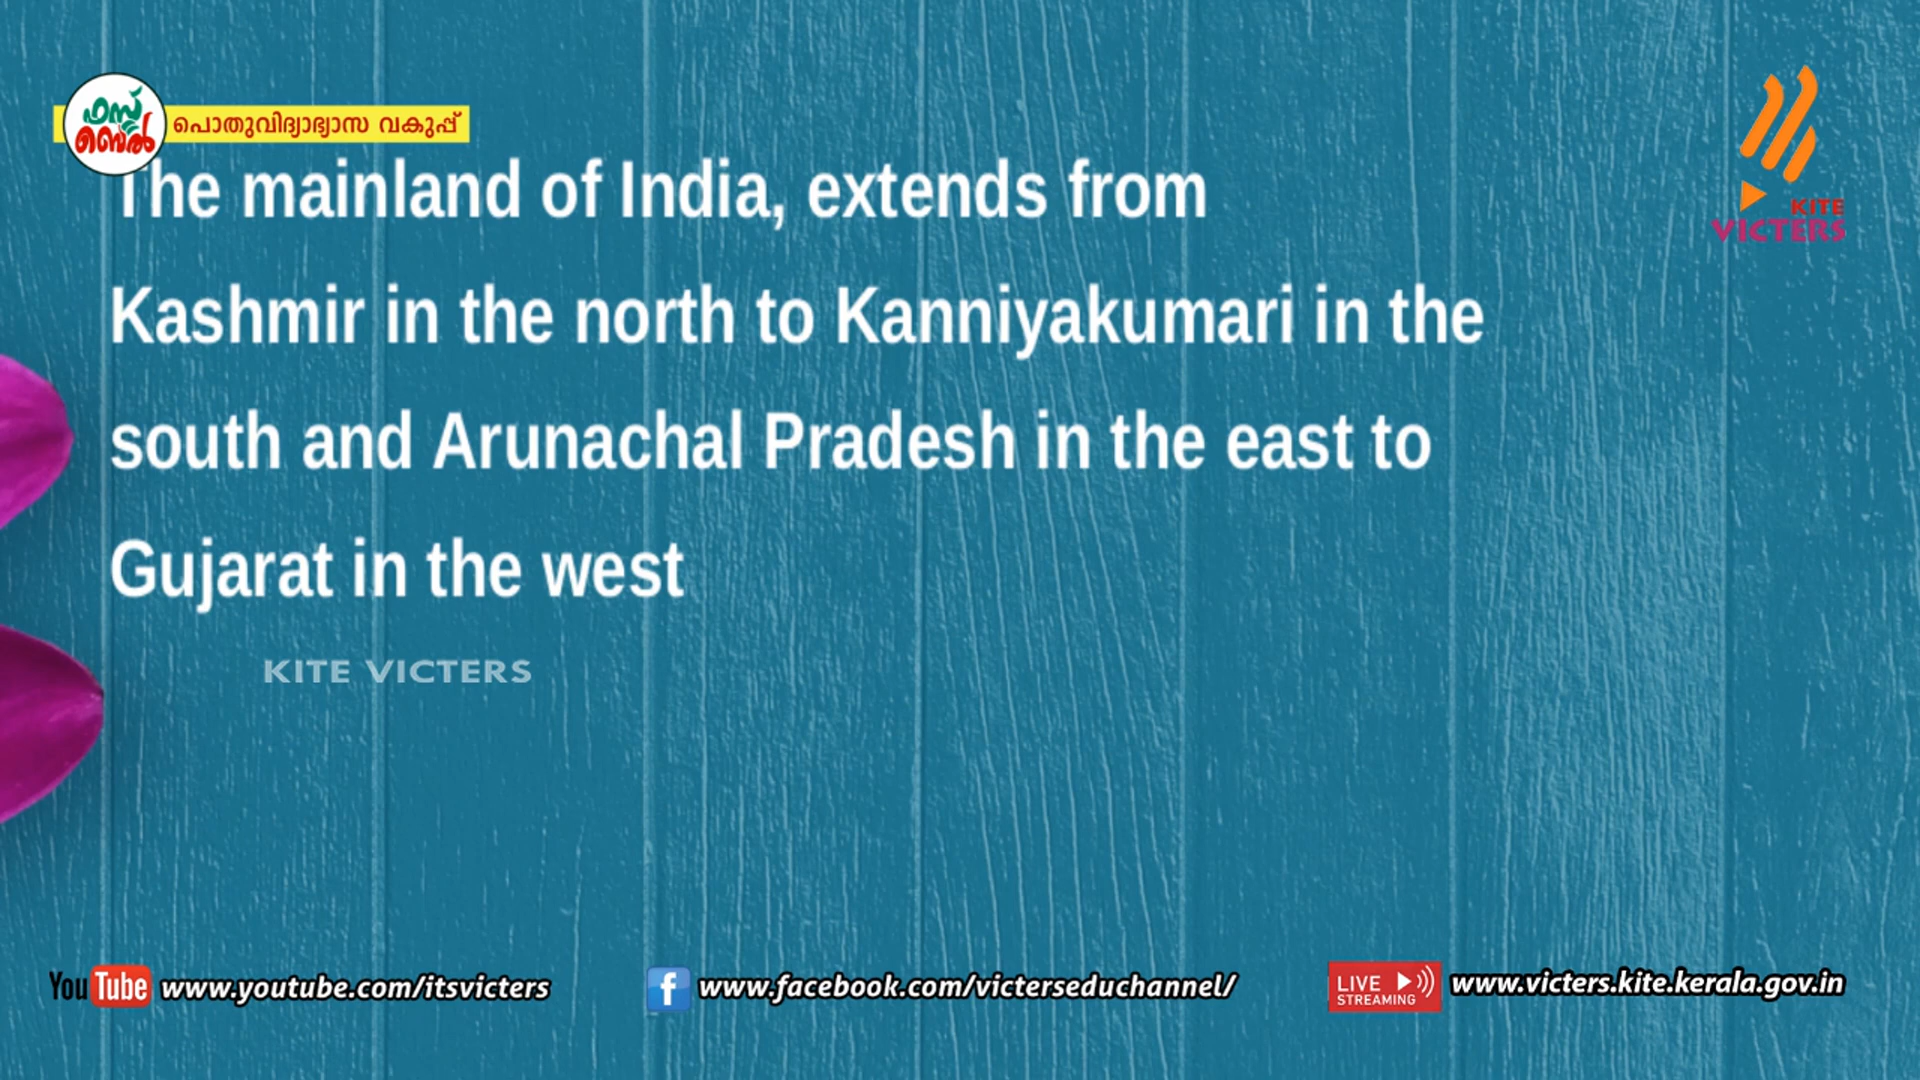 ഫസ്റ്റ്
ബെൽ
പൊതുവിദ്യാഭ്യാസ വകുപ്പ്
KITE
VICTERS
The mainland of India, extends from
Kashmir in the north to Kanniyakumari in the
south and Arunachal Pradesh in the east to
Gujarat in the west
KITE VICTERS
YouTube www.youtube.com/itsvicters
f www.facebook.com/victerseduchannel/
LIVE
STREAMING
www.victers.kite.kerala.gov.in